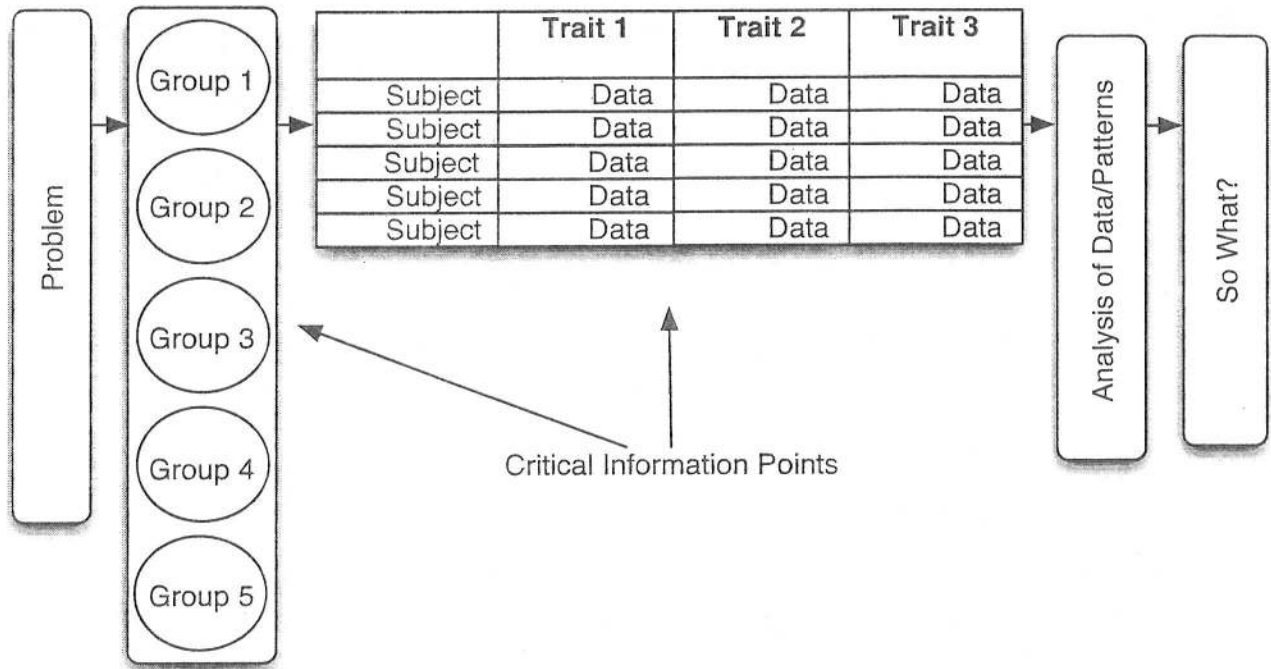 Problem
Group 1
Group 2
Group 3
Group 4
Group 5
Trait 1 Trait 2 Trait 3
Subject Data Data Data
Subject Data Data Data
Subject Data Data Data
Subject Data Data Data
Subject Data Data Data
Critical Information Points
Analysis of Data/Patterns
So What?